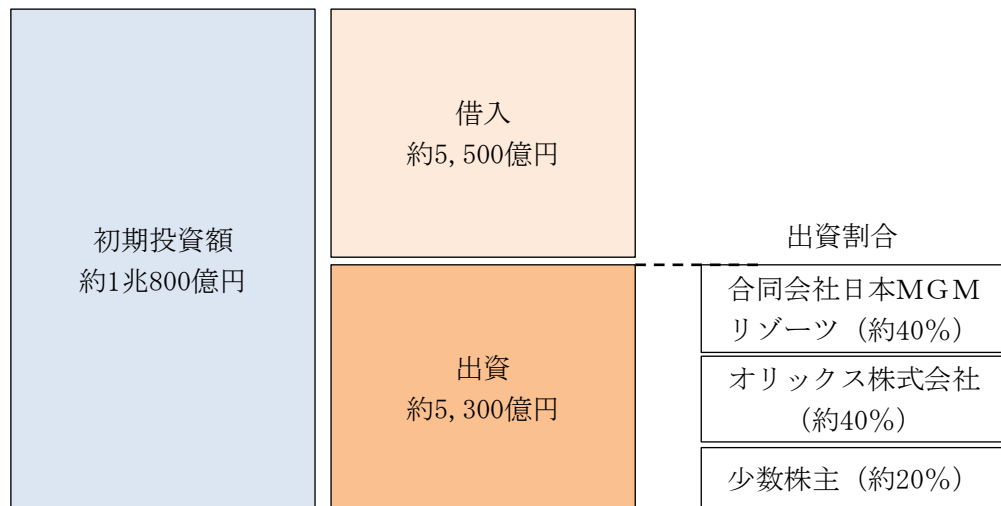 初期投資額
約1兆800億円
借入
約5,500億円
出資
約5,300億円
出資割合
合同会社日本ＭＧＭ
リゾーツ（約40％）
オリックス株式会社
（約40％）
少数株主（約20％）